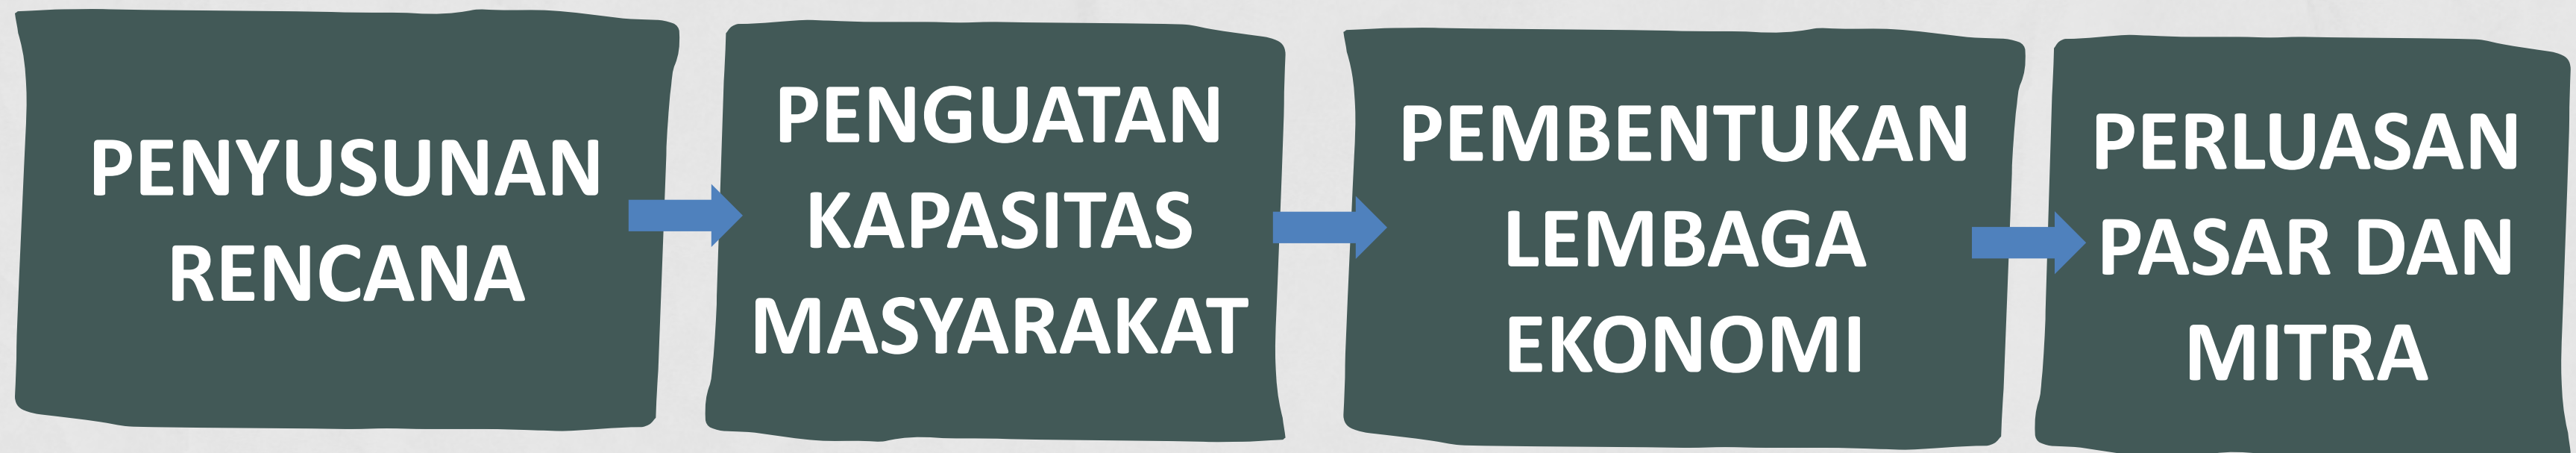 PENYUSUNAN
RENCANA
PENGUATAN
KAPASITAS
MASYARAKAT
PEMBENTUKAN
LEMBAGA
EKONOMI
PERLUASAN
PASAR DAN
MITRA